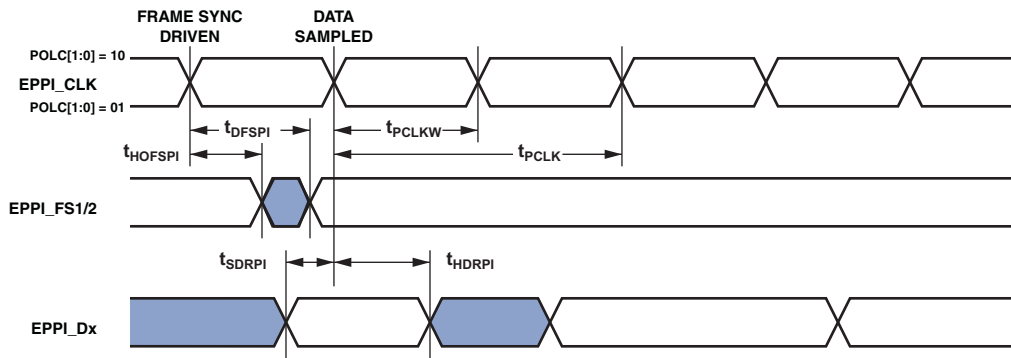 FRAME SYNC
DRIVEN
DATA
SAMPLED
POLC[1:0] = 10
EPPI_CLK
POLC[1:0] = 01
tDFSPI
tPCLKW
tHOFSPI
tPCLK
EPPI_FS1/2
tSDRPI
tHDRPI
EPPI_Dx